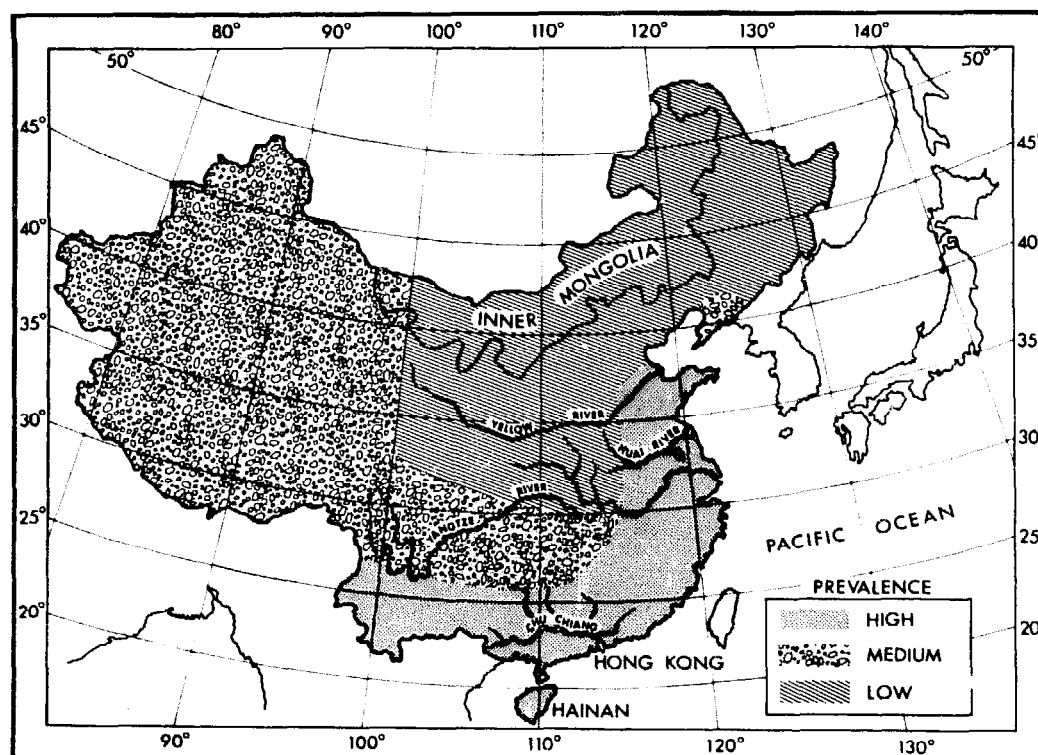 80° 90° 100° 110° 120° 130° 140°
50° 50°
45° 45°
40° 40°
MONGOLIA
INNER
35° 35°
YELLOW RIVER
HUAI RIVER
30° 30°
RIVER
25° 25°
PACIFIC OCEAN
PREVALENCE
HIGH
MEDIUM
LOW
20° 20°
CHIANG
HONG KONG
HAINAN
90° 100° 110° 120° 130°